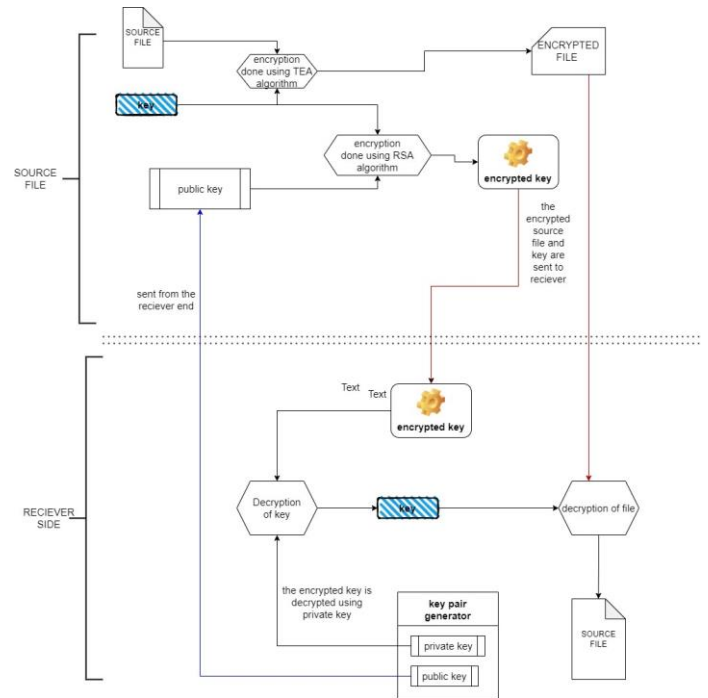 SOURCE
FILE
encryption
done using TEA
algorithm
ENCRYPTED
FILE
key
encryption
done using RSA
algorithm
SOURCE
FILE
public key
encrypted key
the
encrypted
source
file and
key are
sent to
reciever
sent from the
reciever end
Text
Text
encrypted key
Decryption
of key
key
decryption of file
RECIEVER
SIDE
the encrypted key is
decrypted using
private key
key pair
generator
private key
public key
SOURCE
FILE